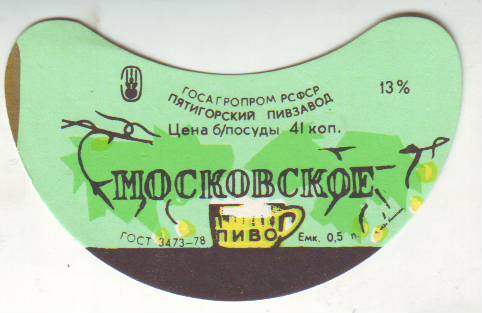 ГОСАГРОПРОМ РСФСР
13%
ПЯТИГОРСКИЙ ПИВЗАВОД
Цена б/посуды 41 коп.
МОСКОВСКОЕ
ПИВО
ГОСТ 3473–78
Емк. 0,5 л.